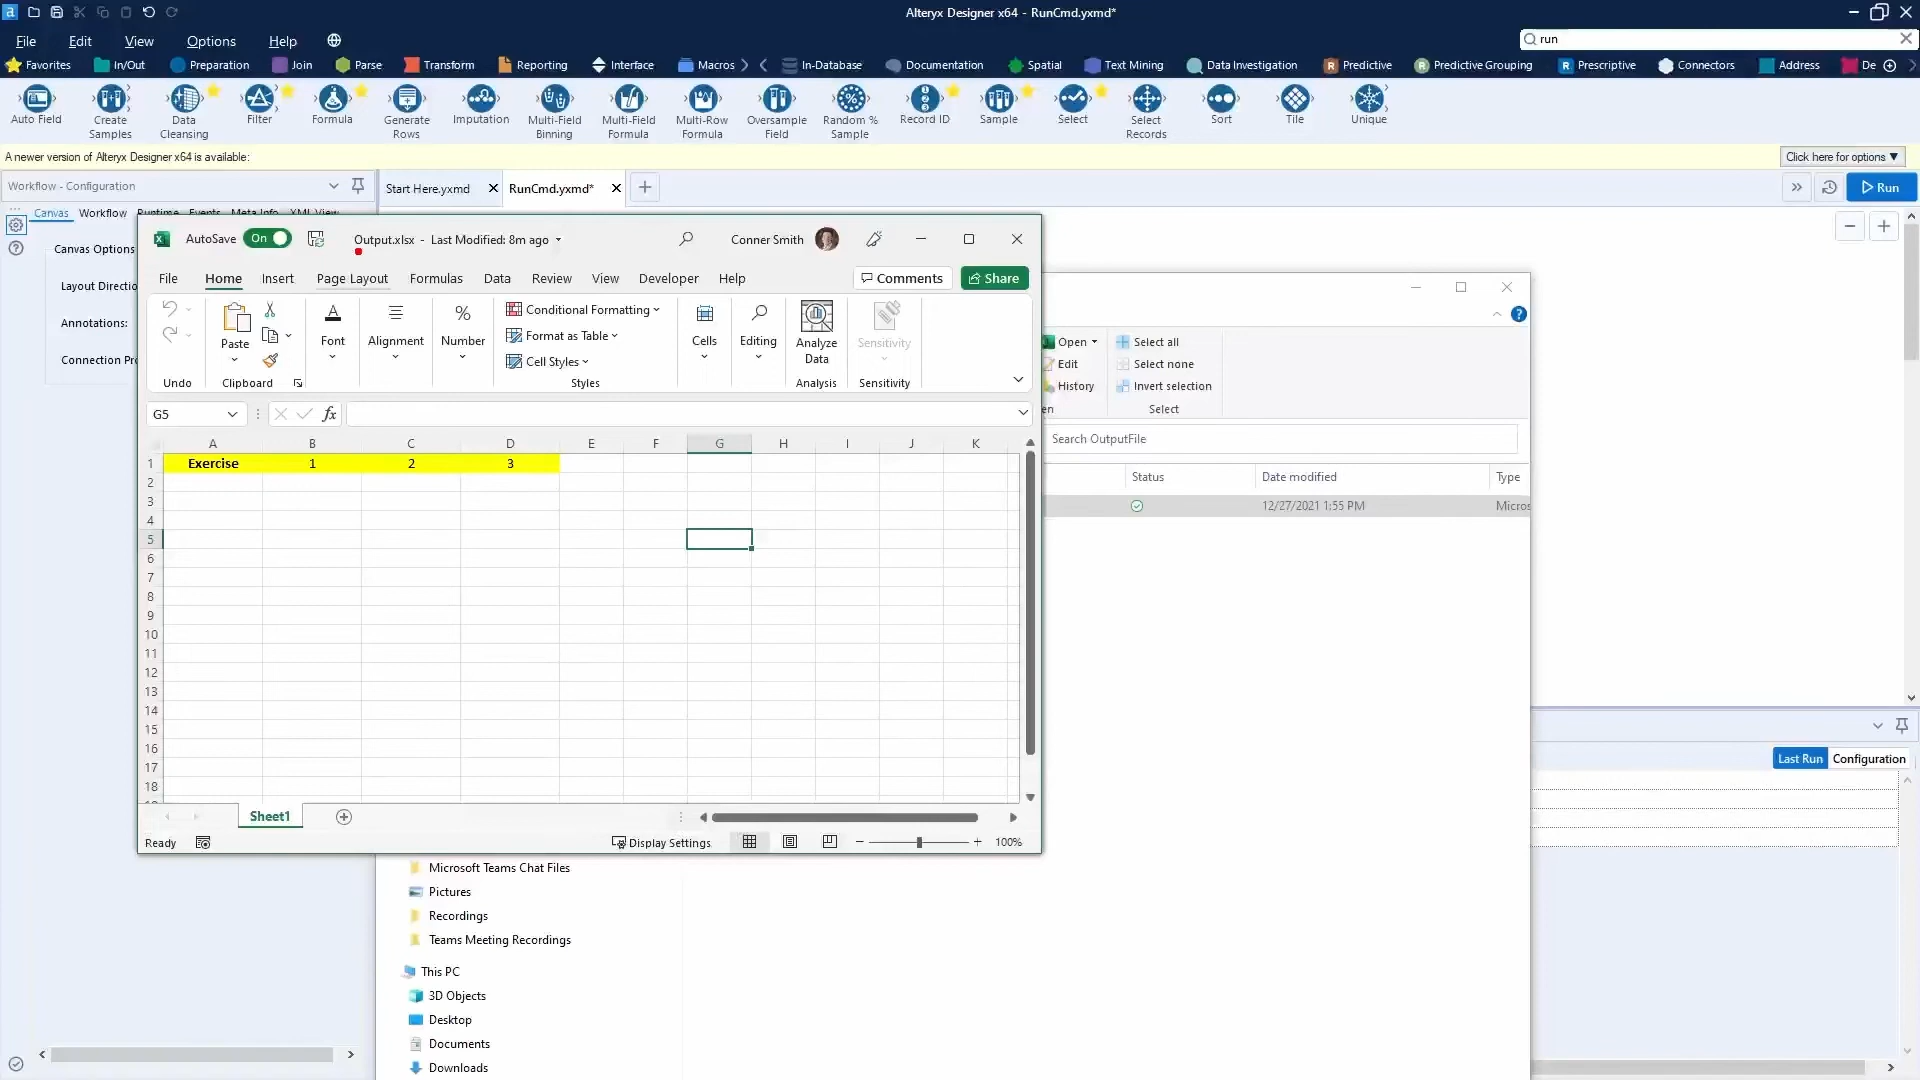 Alteryx Designer x64 - RunCmd.yxmd*
File Edit View Options Help
run
Favorites In/Out Preparation Join Parse Transform Reporting Interface Macros In-Database Documentation Spatial Text Mining Data Investigation Predictive Predictive Grouping Prescriptive Connectors Address De
Auto Field Create Samples Data Cleansing Filter Formula Generate Rows Imputation Multi-Field Binning Multi-Field Formula Multi-Row Formula Oversample Field Random % Sample Record ID Sample Select Select Records Sort Tile Unique
A newer version of Alteryx Designer x64 is available:
Click here for options ▼
Workflow - Configuration
Start Here.yxmd
RunCmd.yxmd*
Run
Canvas Workflow Runtime Events Meta Info XML View
Canvas Options
Layout Directio
Annotations:
Connection Pro
AutoSave On
Output.xlsx - Last Modified: 8m ago
Conner Smith
File Home Insert Page Layout Formulas Data Review View Developer Help
Comments Share
Paste
Font
Alignment
Number
Conditional Formatting
Format as Table
Cell Styles
Cells
Editing
Analyze Data
Sensitivity
Undo Clipboard Styles Analysis Sensitivity
G5
fx
A B C D E F G H I J K
1 Exercise 1 2 3
2
3
4
5
6
7
8
9
10
11
12
13
14
15
16
17
18
Sheet1
Ready
Display Settings
100%
Open
Edit
History
en
Select all
Select none
Invert selection
Select
Search OutputFile
Status Date modified Type
12/27/2021 1:55 PM Micros
Last Run Configuration
Microsoft Teams Chat Files
Pictures
Recordings
Teams Meeting Recordings
This PC
3D Objects
Desktop
Documents
Downloads